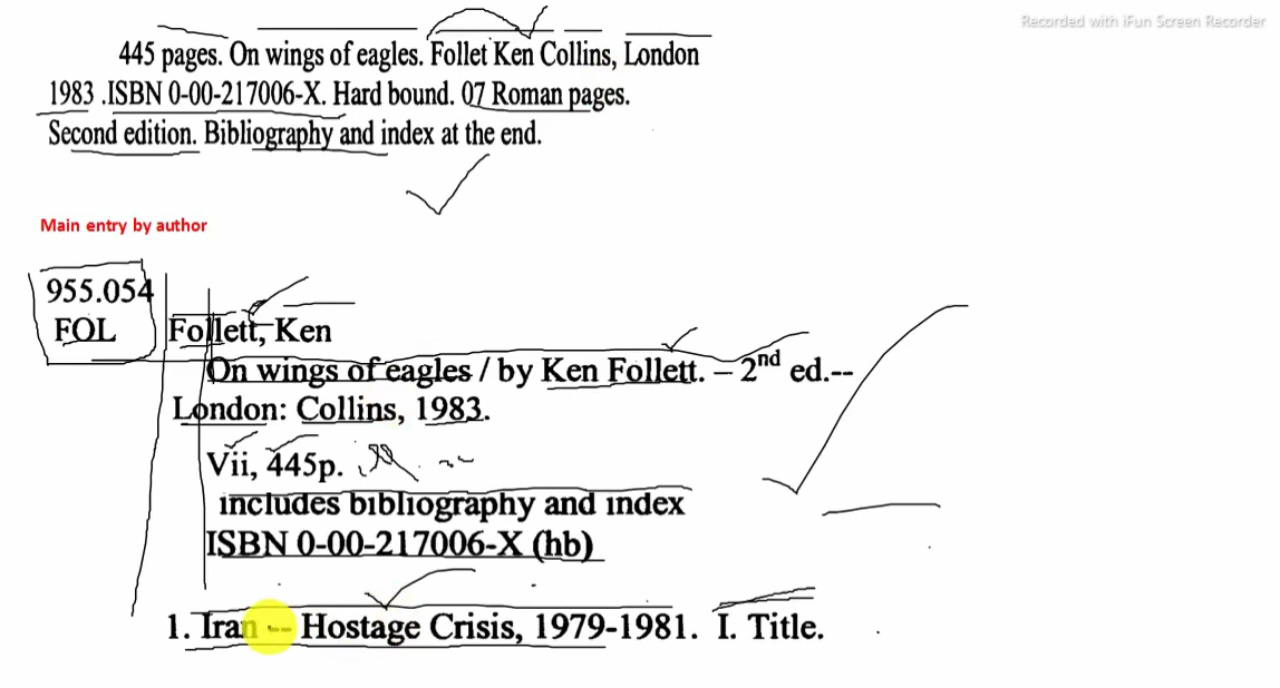 Recorded with iFun Screen Recorder
445 pages. On wings of eagles. Follet Ken Collins, London
1983 .ISBN 0-00-217006-X. Hard bound. 07 Roman pages.
Second edition. Bibliography and index at the end.
Main entry by author
955.054
FOL Follett, Ken
On wings of eagles / by Ken Follett. – 2nd ed.--
London: Collins, 1983.
Vii, 445p.
includes bibliography and index
ISBN 0-00-217006-X (hb)
1. Iran -- Hostage Crisis, 1979-1981. I. Title.